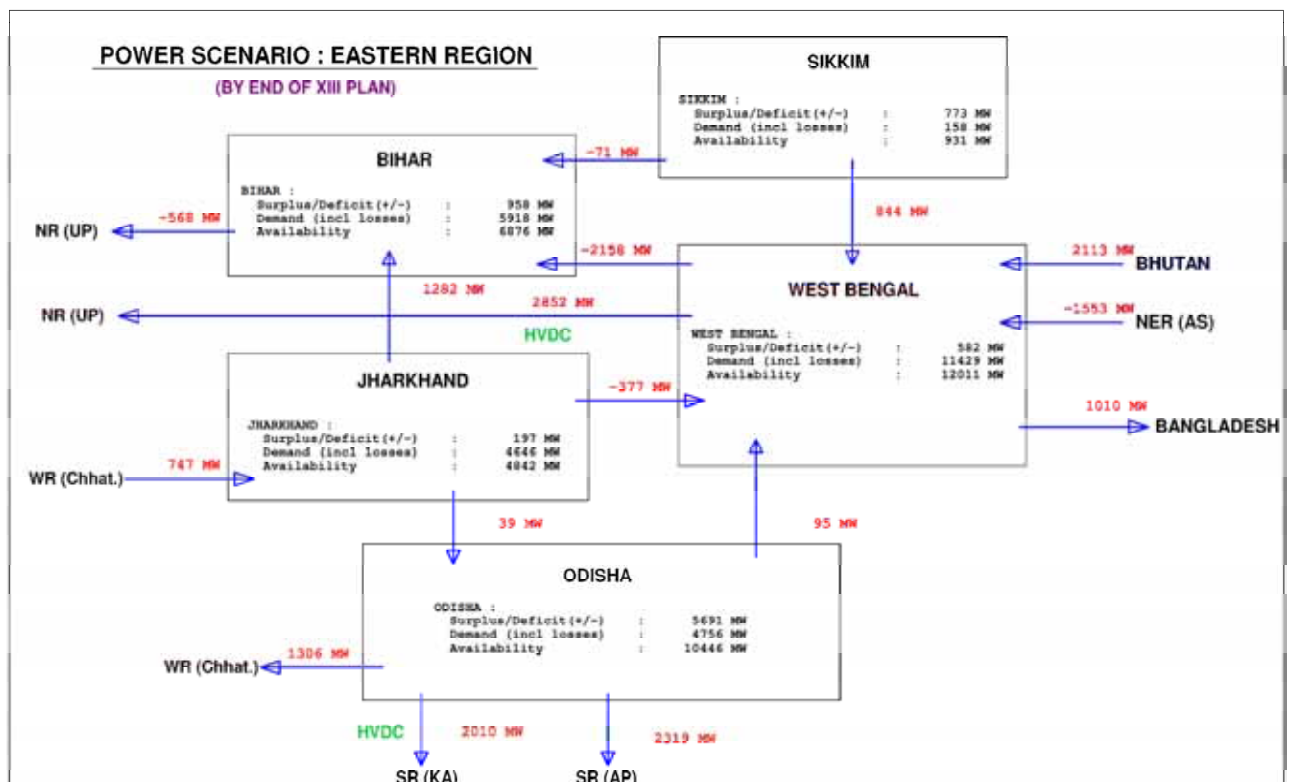 POWER SCENARIO : EASTERN REGION
(BY END OF XIII PLAN)
SIKKIM
SIKKIM :
Surplus/Deficit(+/-) : 773 MW
Demand (incl losses) : 158 MW
Availability : 931 MW
-71 MW
BIHAR
BIHAR :
Surplus/Deficit(+/-) : 958 MW
Demand (incl losses) : 5918 MW
Availability : 6876 MW
-568 MW
NR (UP)
844 MW
-2158 MW
2113 MW
BHUTAN
WEST BENGAL
WEST BENGAL :
Surplus/Deficit(+/-) : 582 MW
Demand (incl losses) : 11429 MW
Availability : 12011 MW
1282 MW
2852 MW
NR (UP)
HVDC
-1553 MW
NER (AS)
JHARKHAND
JHARKHAND :
Surplus/Deficit(+/-) : 197 MW
Demand (incl losses) : 4646 MW
Availability : 4842 MW
-377 MW
1010 MW
BANGLADESH
747 MW
WR (Chhat.)
39 MW
95 MW
ODISHA
ODISHA :
Surplus/Deficit(+/-) : 5691 MW
Demand (incl losses) : 4756 MW
Availability : 10446 MW
1306 MW
WR (Chhat.)
HVDC
2010 MW
2319 MW
SR (KA)
SR (AP)